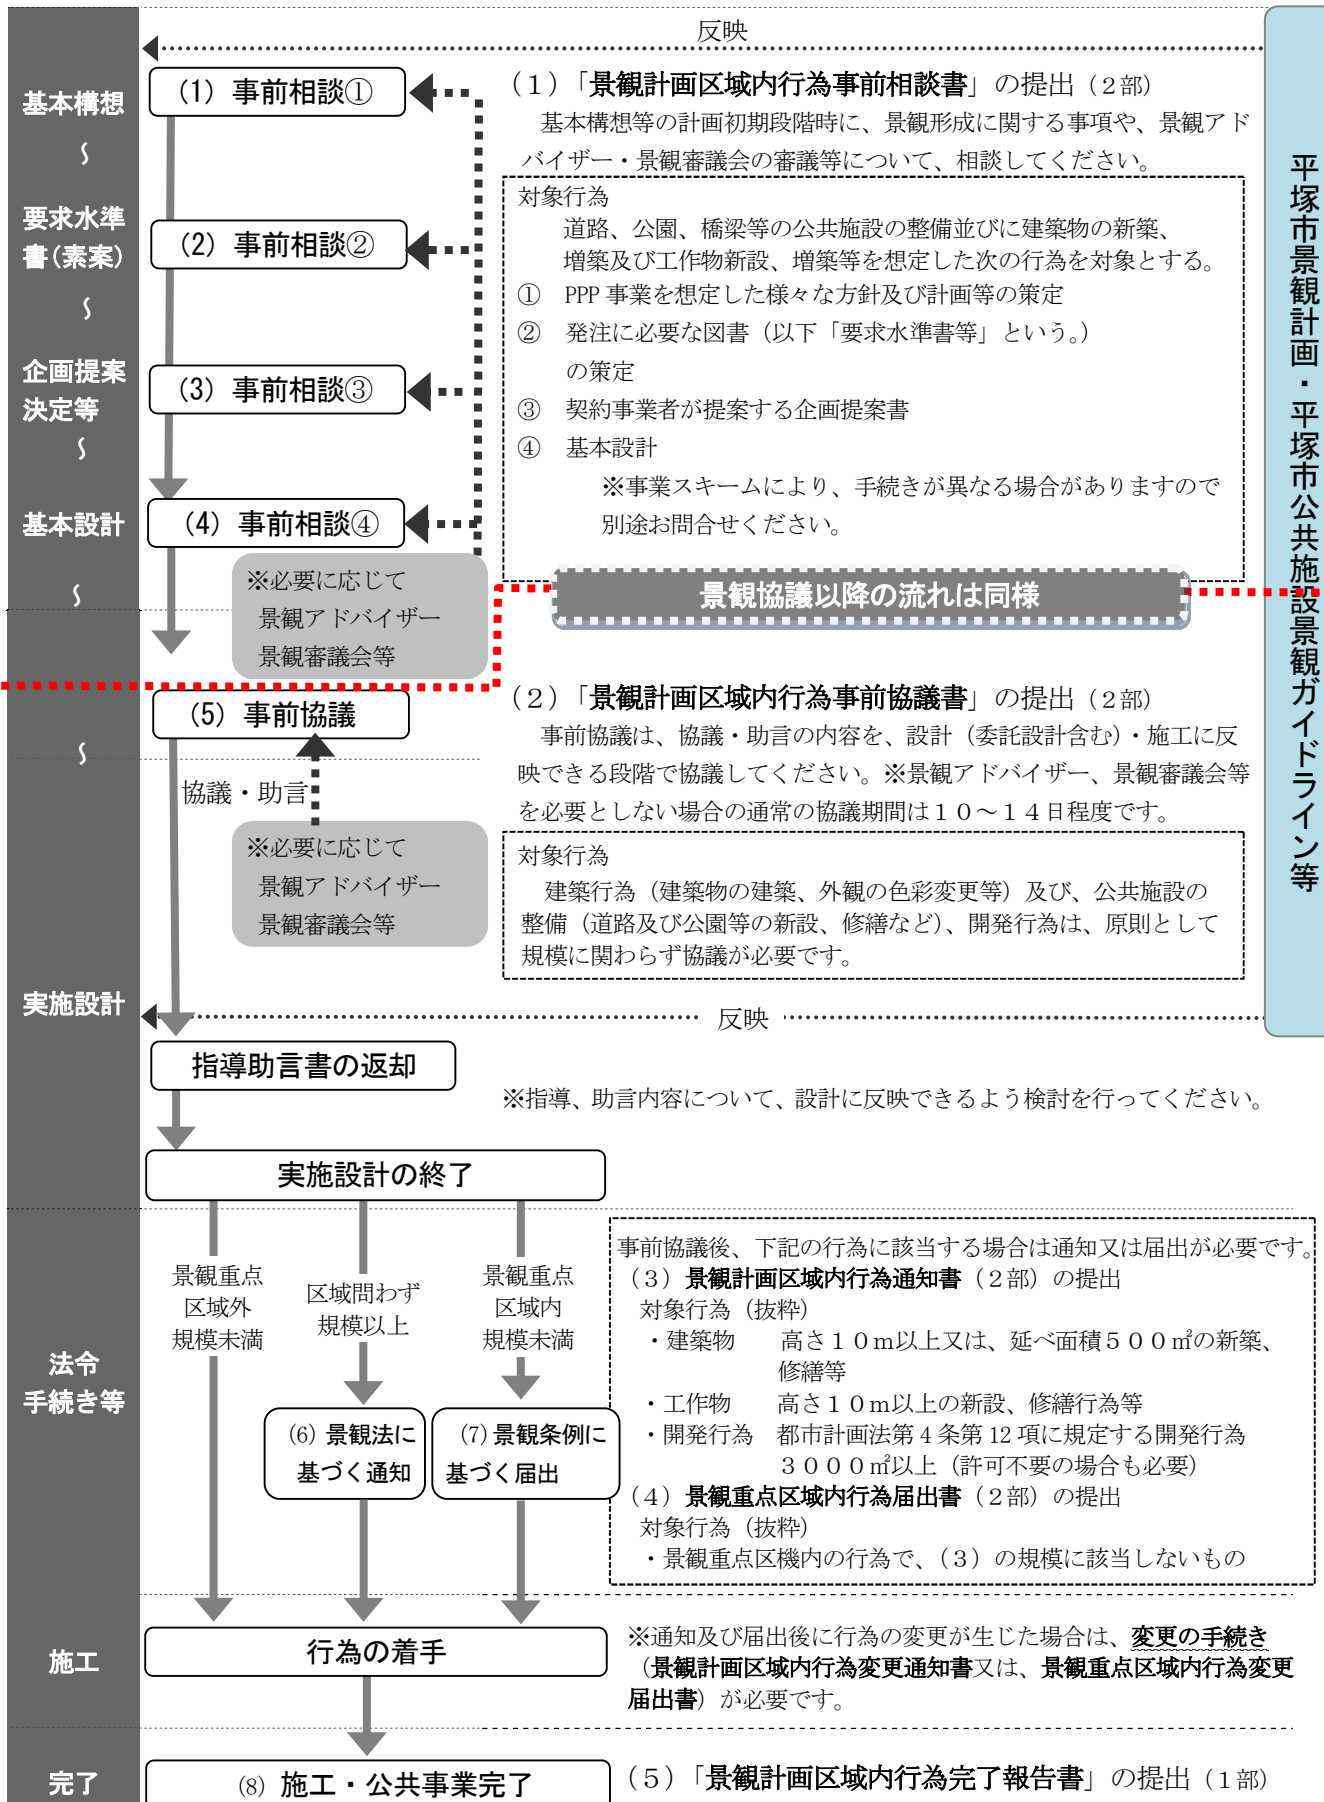 反映
基本構想
～
要求水準
書(素案)
～
企画提案
決定等
～
基本設計
～
～
実施設計
法令
手続き等
施工
完了
(1) 事前相談①
(2) 事前相談②
(3) 事前相談③
(4) 事前相談④
※必要に応じて
景観アドバイザー
景観審議会等
(1)「景観計画区域内行為事前相談書」の提出(2部)
基本構想等の計画初期段階時に、景観形成に関する事項や、景観アド
バイザー・景観審議会の審議等について、相談してください。
対象行為
道路、公園、橋梁等の公共施設の整備並びに建築物の新築、
増築及び工作物新設、増築等を想定した次の行為を対象とする。
① PPP 事業を想定した様々な方針及び計画等の策定
② 発注に必要な図書(以下「要求水準書等」という。)
の策定
③ 契約事業者が提案する企画提案書
④ 基本設計
※事業スキームにより、手続きが異なる場合がありますので
別途お問合せください。
景観協議以降の流れは同様
平塚市景観計画・平塚市公共施設景観ガイドライン等
(5) 事前協議
協議・助言
※必要に応じて
景観アドバイザー
景観審議会等
(2)「景観計画区域内行為事前協議書」の提出(2部)
事前協議は、協議・助言の内容を、設計(委託設計含む)・施工に反
映できる段階で協議してください。※景観アドバイザー、景観審議会等
を必要としない場合の通常の協議期間は10～14日程度です。
対象行為
建築行為(建築物の建築、外観の色彩変更等)及び、公共施設の
整備(道路及び公園等の新設、修繕など)、開発行為は、原則として
規模に関わらず協議が必要です。
反映
指導助言書の返却
※指導、助言内容について、設計に反映できるよう検討を行ってください。
実施設計の終了
景観重点
区域外
規模未満
区域問わず
規模以上
景観重点
区域内
規模未満
(6) 景観法に
基づく通知
(7) 景観条例に
基づく届出
事前協議後、下記の行為に該当する場合は通知又は届出が必要です。
(3)景観計画区域内行為通知書(2部)の提出
対象行為(抜粋)
・建築物 高さ10m以上又は、延べ面積500㎡の新築、
修繕等
・工作物 高さ10m以上の新設、修繕行為等
・開発行為 都市計画法第4条第12項に規定する開発行為
3000㎡以上(許可不要の場合も必要)
(4)景観重点区域内行為届出書(2部)の提出
対象行為(抜粋)
・景観重点区機内の行為で、(3)の規模に該当しないもの
行為の着手
※通知及び届出後に行為の変更が生じた場合は、変更の手続き
(景観計画区域内行為変更通知書又は、景観重点区域内行為変更
届出書)が必要です。
(8) 施工・公共事業完了
(5)「景観計画区域内行為完了報告書」の提出(1部)